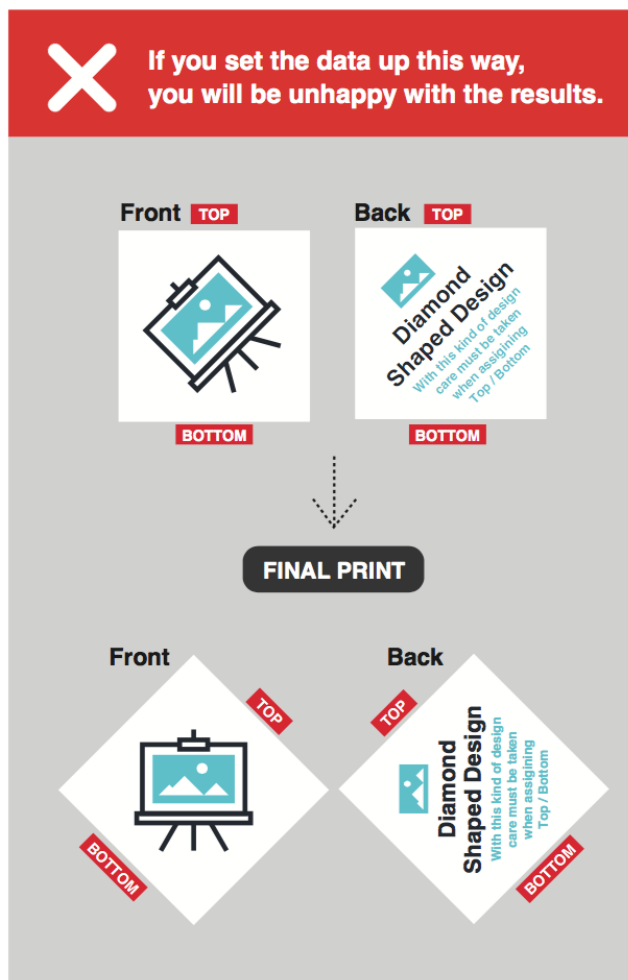 If you set the data up this way,
you will be unhappy with the results.
Front TOP
Back TOP
Diamond
Shaped Design
With this kind of design
care must be taken
when assigining
Top / Bottom
BOTTOM
BOTTOM
FINAL PRINT
Front
Back
TOP
TOP
Diamond
Shaped Design
With this kind of design
care must be taken
when assigining
Top / Bottom
BOTTOM
BOTTOM